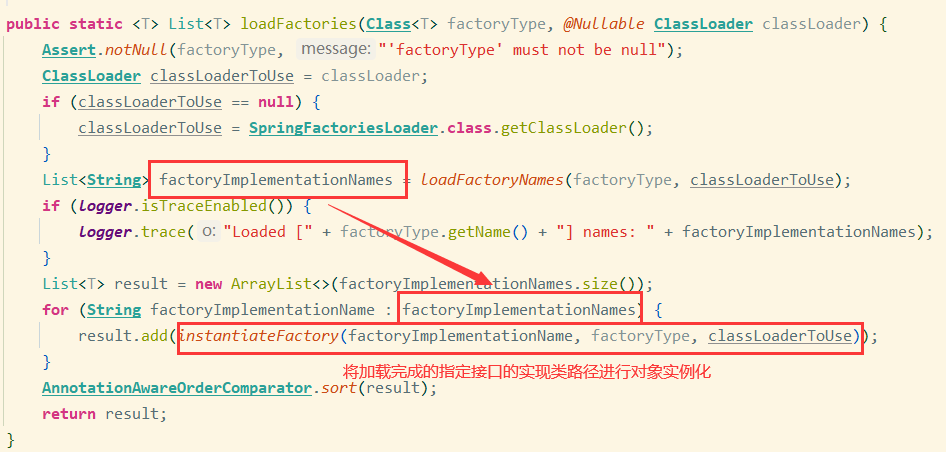 public static <T> List<T> loadFactories(Class<T> factoryType, @Nullable ClassLoader classLoader) {
Assert.notNull(factoryType, message: "'factoryType' must not be null");
ClassLoader classLoaderToUse = classLoader;
if (classLoaderToUse == null) {
classLoaderToUse = SpringFactoriesLoader.class.getClassLoader();
}
List<String> factoryImplementationNames = loadFactoryNames(factoryType, classLoaderToUse);
if (logger.isTraceEnabled()) {
logger.trace( o: "Loaded [" + factoryType.getName() + "] names: " + factoryImplementationNames);
}
List<T> result = new ArrayList<>(factoryImplementationNames.size());
for (String factoryImplementationName : factoryImplementationNames) {
result.add(instantiateFactory(factoryImplementationName, factoryType, classLoaderToUse));
}
将加载完成的指定接口的实现类路径进行对象实例化
AnnotationAwareOrderComparator.sort(result);
return result;
}